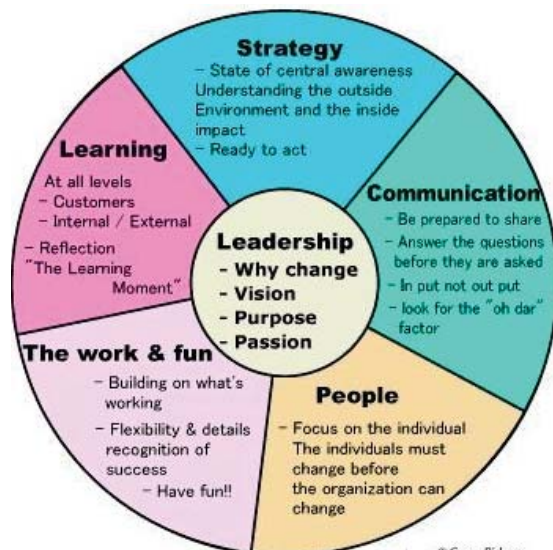 Strategy
- State of central awareness
Understanding the outside
Environment and the inside
impact
- Ready to act
Communication
- Be prepared to share
- Answer the questions
before they are asked
- In put not out put
- look for the "oh dar"
factor
People
- Focus on the individual
The individuals must
change before
the organization can
change
The work & fun
- Building on what's
working
- Flexibility & details
recognition of
success
- Have fun!!
Learning
At all levels
- Customers
- Internal / External
- Reflection
"The Learning
Moment"
Leadership
- Why change
- Vision
- Purpose
- Passion